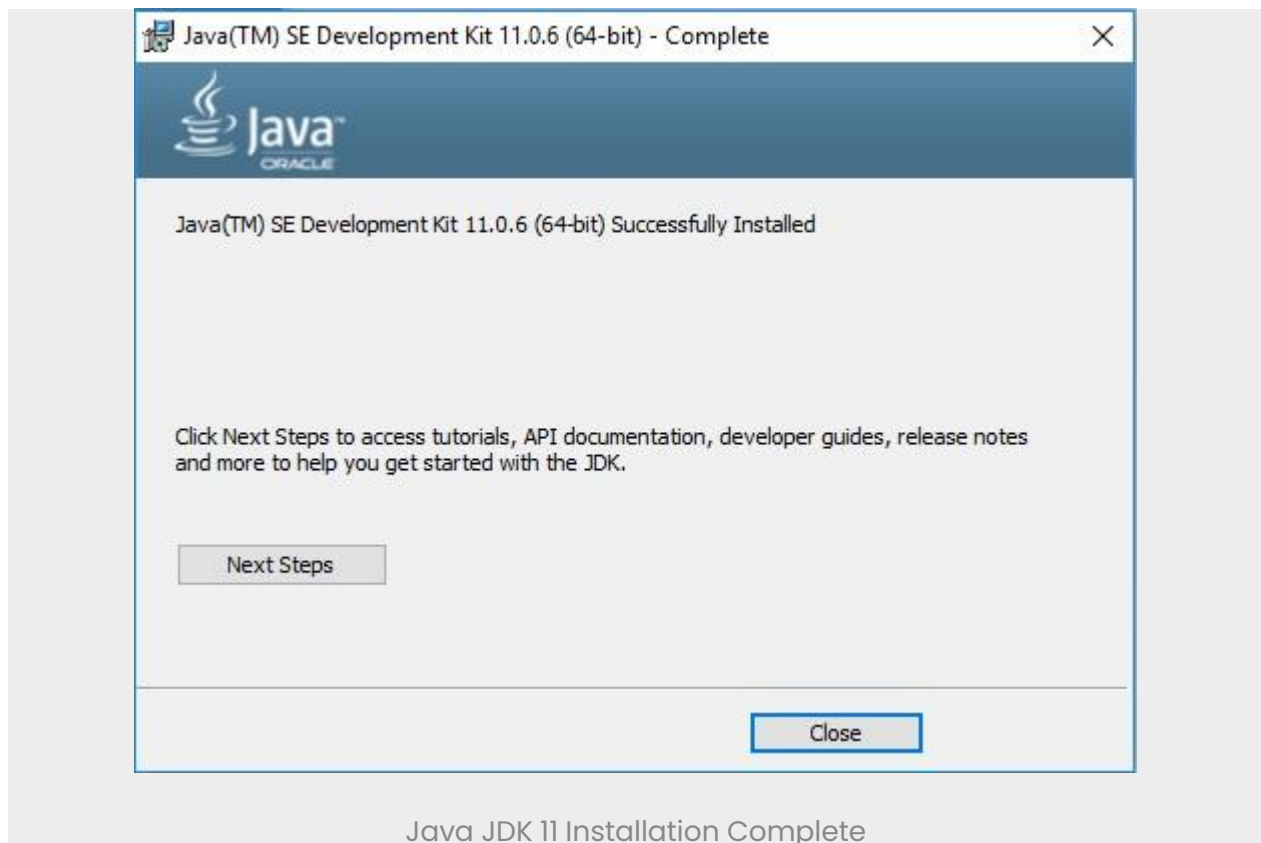 Java(TM) SE Development Kit 11.0.6 (64-bit) - Complete
Java™
ORACLE
Java(TM) SE Development Kit 11.0.6 (64-bit) Successfully Installed
Click Next Steps to access tutorials, API documentation, developer guides, release notes
and more to help you get started with the JDK.
Next Steps
Close
Java JDK 11 Installation Complete